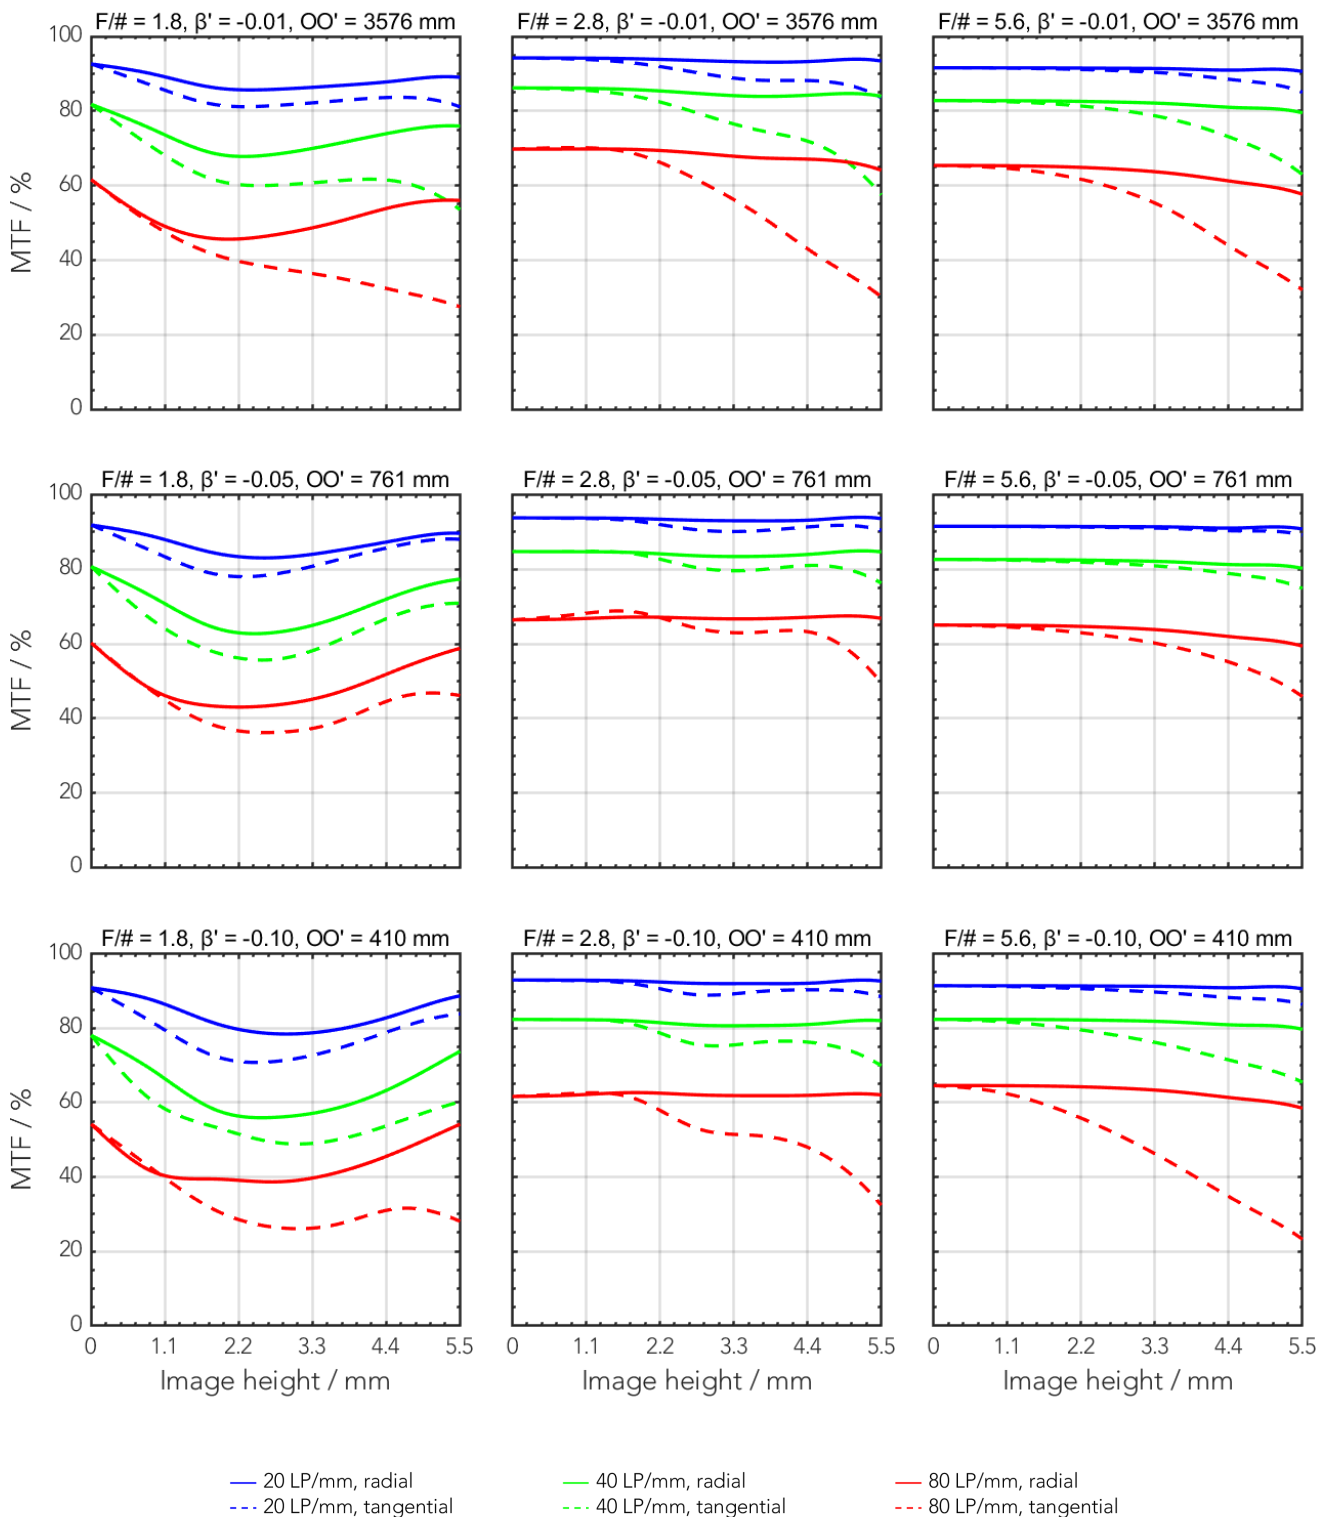 F/# = 1.8, β' = -0.01, OO' = 3576 mm
F/# = 2.8, β' = -0.01, OO' = 3576 mm
F/# = 5.6, β' = -0.01, OO' = 3576 mm
100
80
60
40
20
0
MTF / %
F/# = 1.8, β' = -0.05, OO' = 761 mm
F/# = 2.8, β' = -0.05, OO' = 761 mm
F/# = 5.6, β' = -0.05, OO' = 761 mm
100
80
60
40
20
0
MTF / %
F/# = 1.8, β' = -0.10, OO' = 410 mm
F/# = 2.8, β' = -0.10, OO' = 410 mm
F/# = 5.6, β' = -0.10, OO' = 410 mm
100
80
60
40
20
0
MTF / %
0 1.1 2.2 3.3 4.4 5.5
0 1.1 2.2 3.3 4.4 5.5
0 1.1 2.2 3.3 4.4 5.5
Image height / mm
Image height / mm
Image height / mm
20 LP/mm, radial
40 LP/mm, radial
80 LP/mm, radial
20 LP/mm, tangential
40 LP/mm, tangential
80 LP/mm, tangential